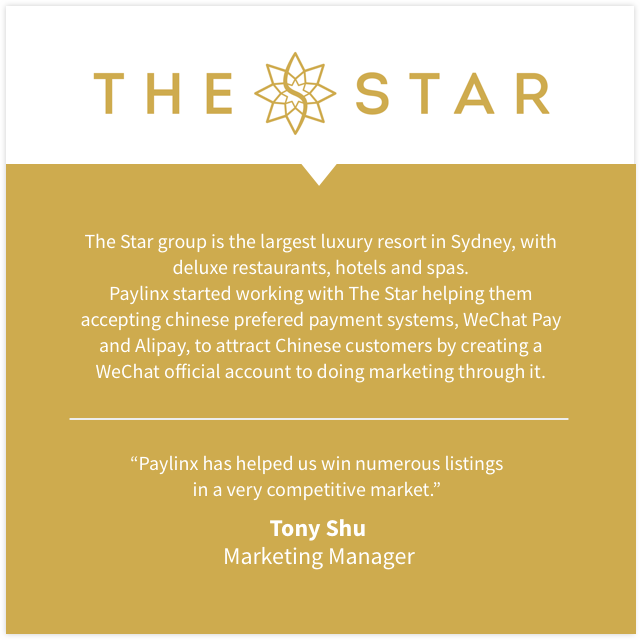 THE STAR
The Star group is the largest luxury resort in Sydney, with
deluxe restaurants, hotels and spas.
Paylinx started working with The Star helping them
accepting chinese prefered payment systems, WeChat Pay
and Alipay, to attract Chinese customers by creating a
WeChat official account to doing marketing through it.
“Paylinx has helped us win numerous listings
in a very competitive market.”
Tony Shu
Marketing Manager